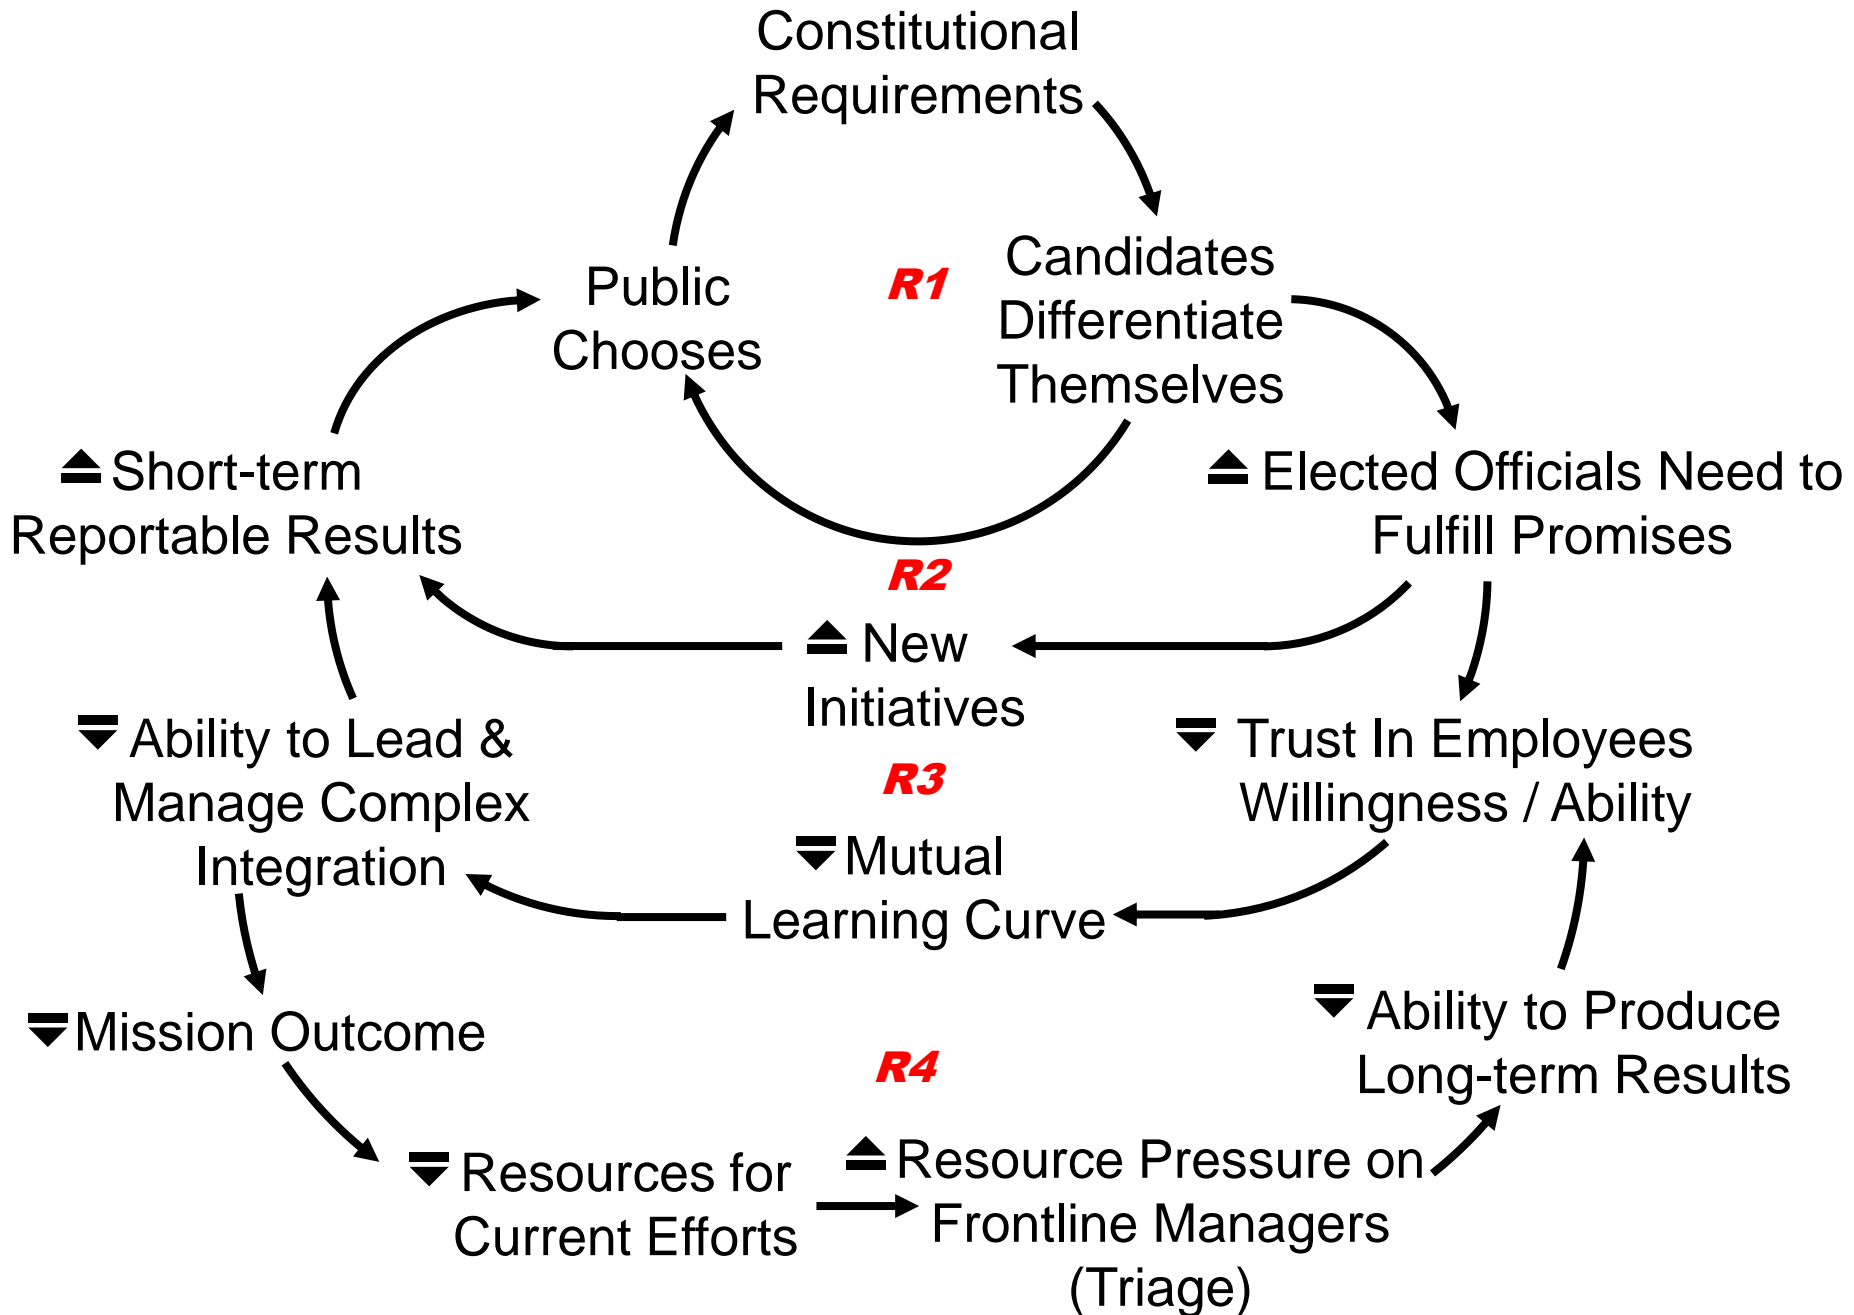 Constitutional
Requirements
Public
Chooses
R1
Candidates
Differentiate
Themselves
Short-term
Reportable Results
Elected Officials Need to
Fulfill Promises
R2
New
Initiatives
Ability to Lead &
Manage Complex
Integration
R3
Trust In Employees
Willingness / Ability
Mutual
Learning Curve
Mission Outcome
R4
Ability to Produce
Long-term Results
Resources for
Current Efforts
Resource Pressure on
Frontline Managers
(Triage)